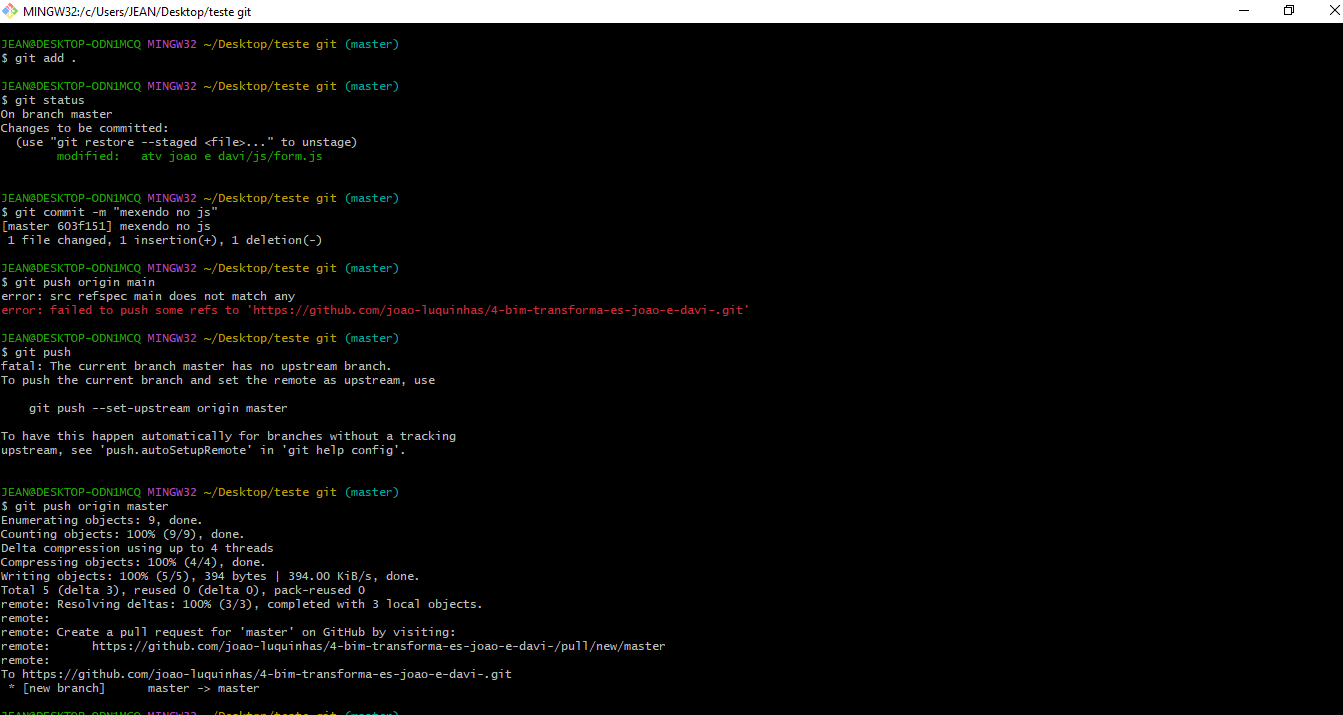 MINGW32:/c/Users/JEAN/Desktop/teste git
JEAN@DESKTOP-ODN1MCQ MINGW32 ~/Desktop/teste git (master)
$ git add .
JEAN@DESKTOP-ODN1MCQ MINGW32 ~/Desktop/teste git (master)
$ git status
On branch master
Changes to be committed:
  (use "git restore --staged <file>..." to unstage)
        modified:   atv joao e davi/js/form.js
JEAN@DESKTOP-ODN1MCQ MINGW32 ~/Desktop/teste git (master)
$ git commit -m "mexendo no js"
[master 603f151] mexendo no js
 1 file changed, 1 insertion(+), 1 deletion(-)
JEAN@DESKTOP-ODN1MCQ MINGW32 ~/Desktop/teste git (master)
$ git push origin main
error: src refspec main does not match any
error: failed to push some refs to 'https://github.com/joao-luquinhas/4-bim-transforma-es-joao-e-davi-.git'
JEAN@DESKTOP-ODN1MCQ MINGW32 ~/Desktop/teste git (master)
$ git push
fatal: The current branch master has no upstream branch.
To push the current branch and set the remote as upstream, use
    git push --set-upstream origin master
To have this happen automatically for branches without a tracking
upstream, see 'push.autoSetupRemote' in 'git help config'.
JEAN@DESKTOP-ODN1MCQ MINGW32 ~/Desktop/teste git (master)
$ git push origin master
Enumerating objects: 9, done.
Counting objects: 100% (9/9), done.
Delta compression using up to 4 threads
Compressing objects: 100% (4/4), done.
Writing objects: 100% (5/5), 394 bytes | 394.00 KiB/s, done.
Total 5 (delta 3), reused 0 (delta 0), pack-reused 0
remote: Resolving deltas: 100% (3/3), completed with 3 local objects.
remote:
remote: Create a pull request for 'master' on GitHub by visiting:
remote:      https://github.com/joao-luquinhas/4-bim-transforma-es-joao-e-davi-/pull/new/master
remote:
To https://github.com/joao-luquinhas/4-bim-transforma-es-joao-e-davi-.git
 * [new branch]      master -> master
JEAN@DESKTOP-ODN1MCQ MINGW32 ~/Desktop/teste git (master)